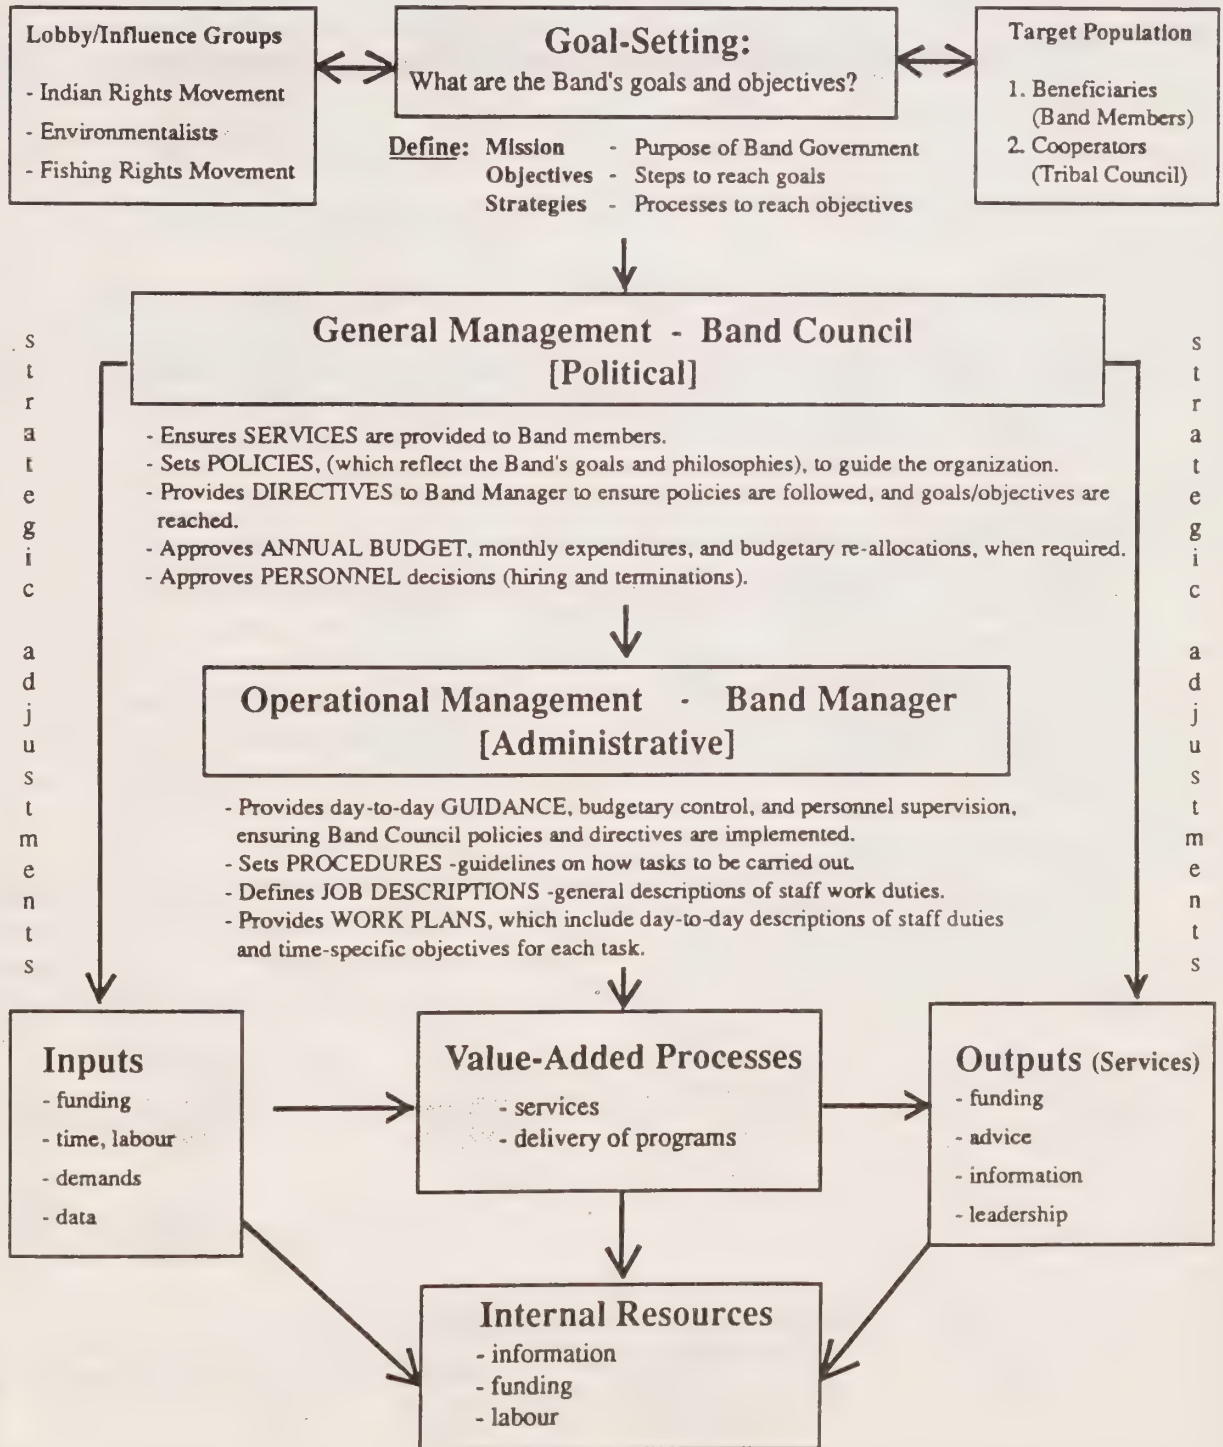 Lobby/Influence Groups
- Indian Rights Movement
- Environmentalists
- Fishing Rights Movement
Goal-Setting:
What are the Band's goals and objectives?
Target Population
1. Beneficiaries
(Band Members)
2. Cooperators
(Tribal Council)
Define: Mission - Purpose of Band Government
Objectives - Steps to reach goals
Strategies - Processes to reach objectives
General Management - Band Council
[Political]
strategic adjustments
- Ensures SERVICES are provided to Band members.
- Sets POLICIES, (which reflect the Band's goals and philosophies), to guide the organization.
- Provides DIRECTIVES to Band Manager to ensure policies are followed, and goals/objectives are
reached.
- Approves ANNUAL BUDGET, monthly expenditures, and budgetary re-allocations, when required.
- Approves PERSONNEL decisions (hiring and terminations).
strategic adjustments
Operational Management - Band Manager
[Administrative]
- Provides day-to-day GUIDANCE, budgetary control, and personnel supervision,
ensuring Band Council policies and directives are implemented.
- Sets PROCEDURES -guidelines on how tasks to be carried out.
- Defines JOB DESCRIPTIONS -general descriptions of staff work duties.
- Provides WORK PLANS, which include day-to-day descriptions of staff duties
and time-specific objectives for each task.
Inputs
- funding
- time, labour
- demands
- data
Value-Added Processes
- services
- delivery of programs
Outputs (Services)
- funding
- advice
- information
- leadership
Internal Resources
- information
- funding
- labour